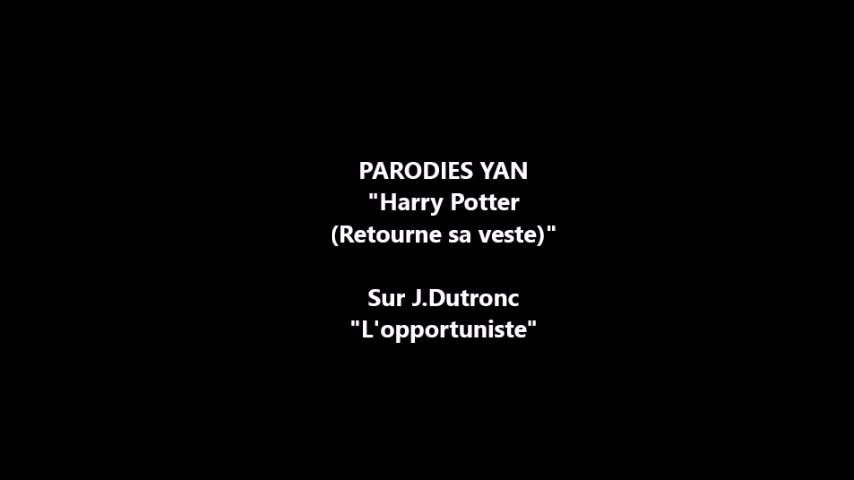 PARODIES YAN
"Harry Potter
(Retourne sa veste)"
Sur J.Dutronc
"L'opportuniste"